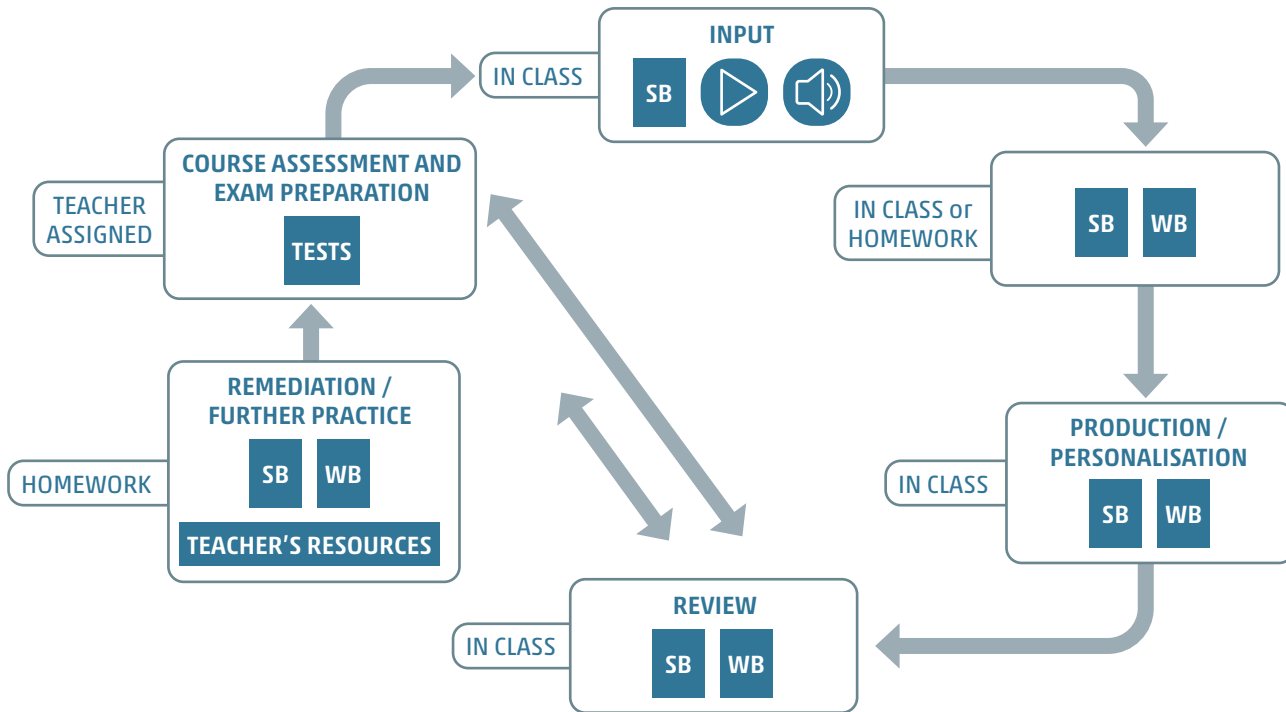 INPUT
IN CLASS
SB
COURSE ASSESSMENT AND
EXAM PREPARATION
TEACHER
ASSIGNED
TESTS
IN CLASS or
HOMEWORK
SB WB
REMEDIATION /
FURTHER PRACTICE
HOMEWORK
SB WB
TEACHER'S RESOURCES
PRODUCTION /
PERSONALISATION
IN CLASS
SB WB
REVIEW
IN CLASS
SB WB